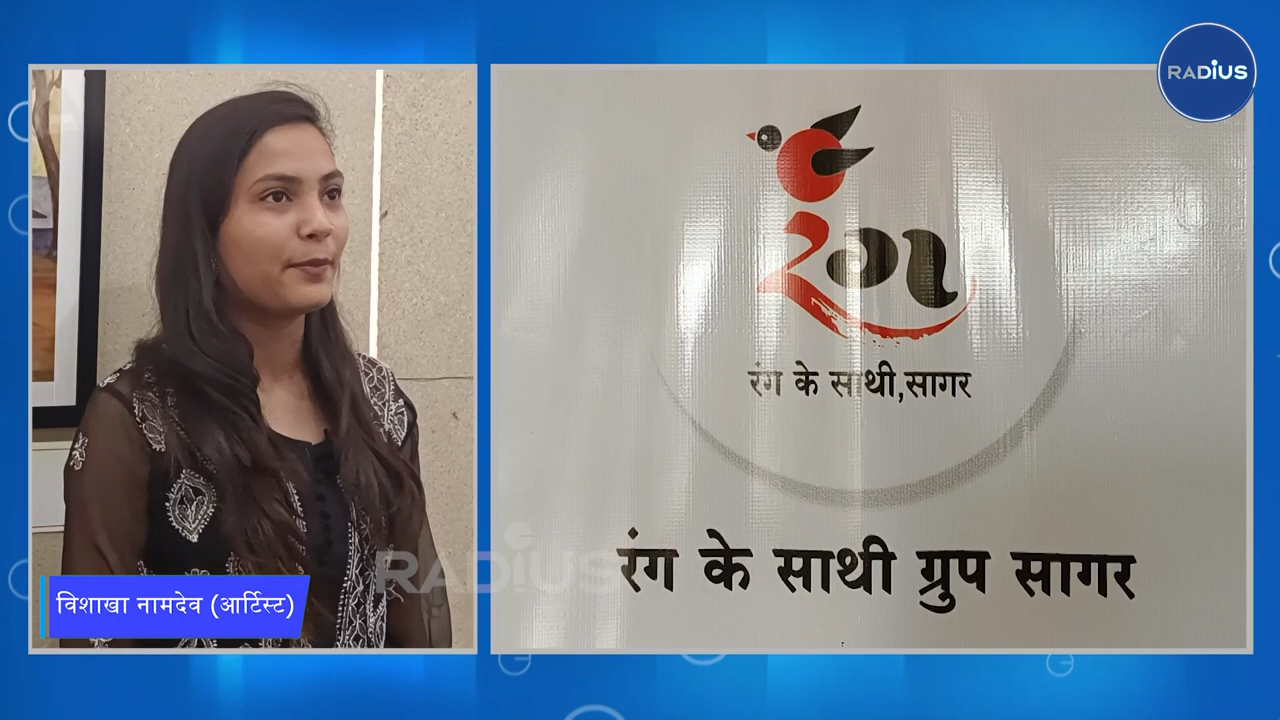 RADIUS
रंग
रंग के साथी,सागर
रंग के साथी ग्रुप सागर
RADIUS
विशाखा नामदेव (आर्टिस्ट)